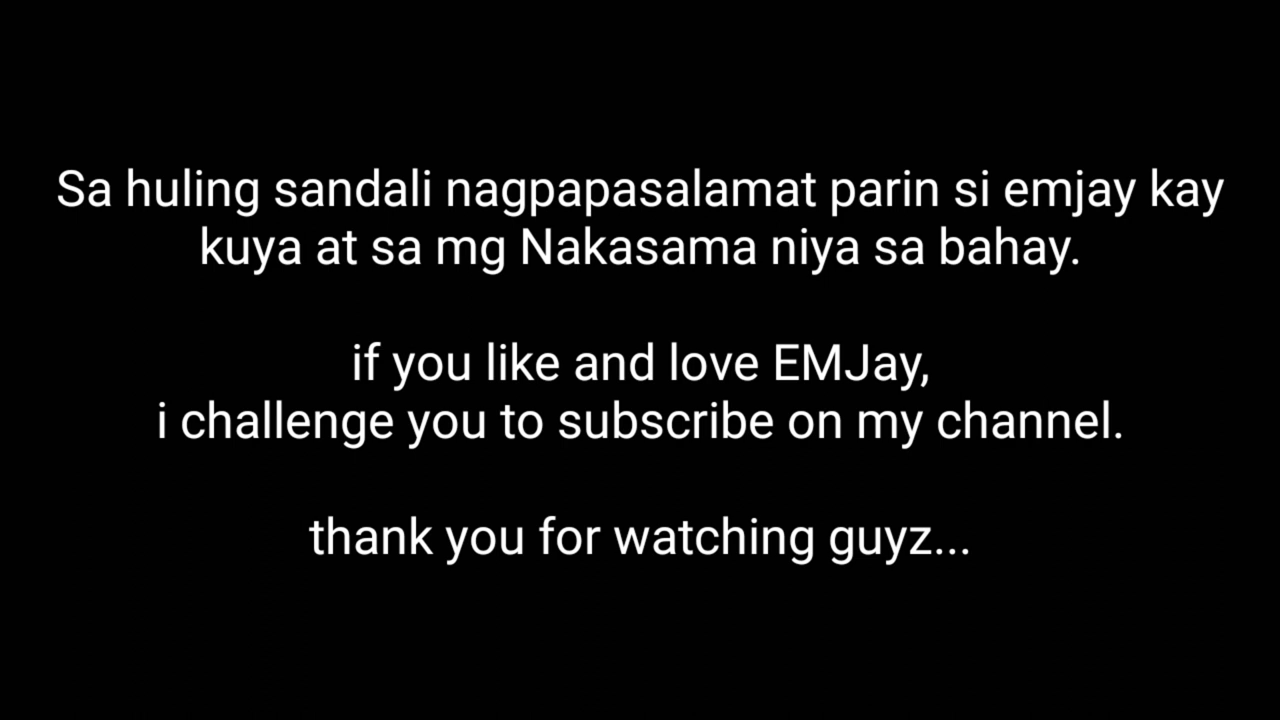 Sa huling sandali nagpapasalamat parin si emjay kay
kuya at sa mg Nakasama niya sa bahay.
if you like and love EMJay,
i challenge you to subscribe on my channel.
thank you for watching guyz...